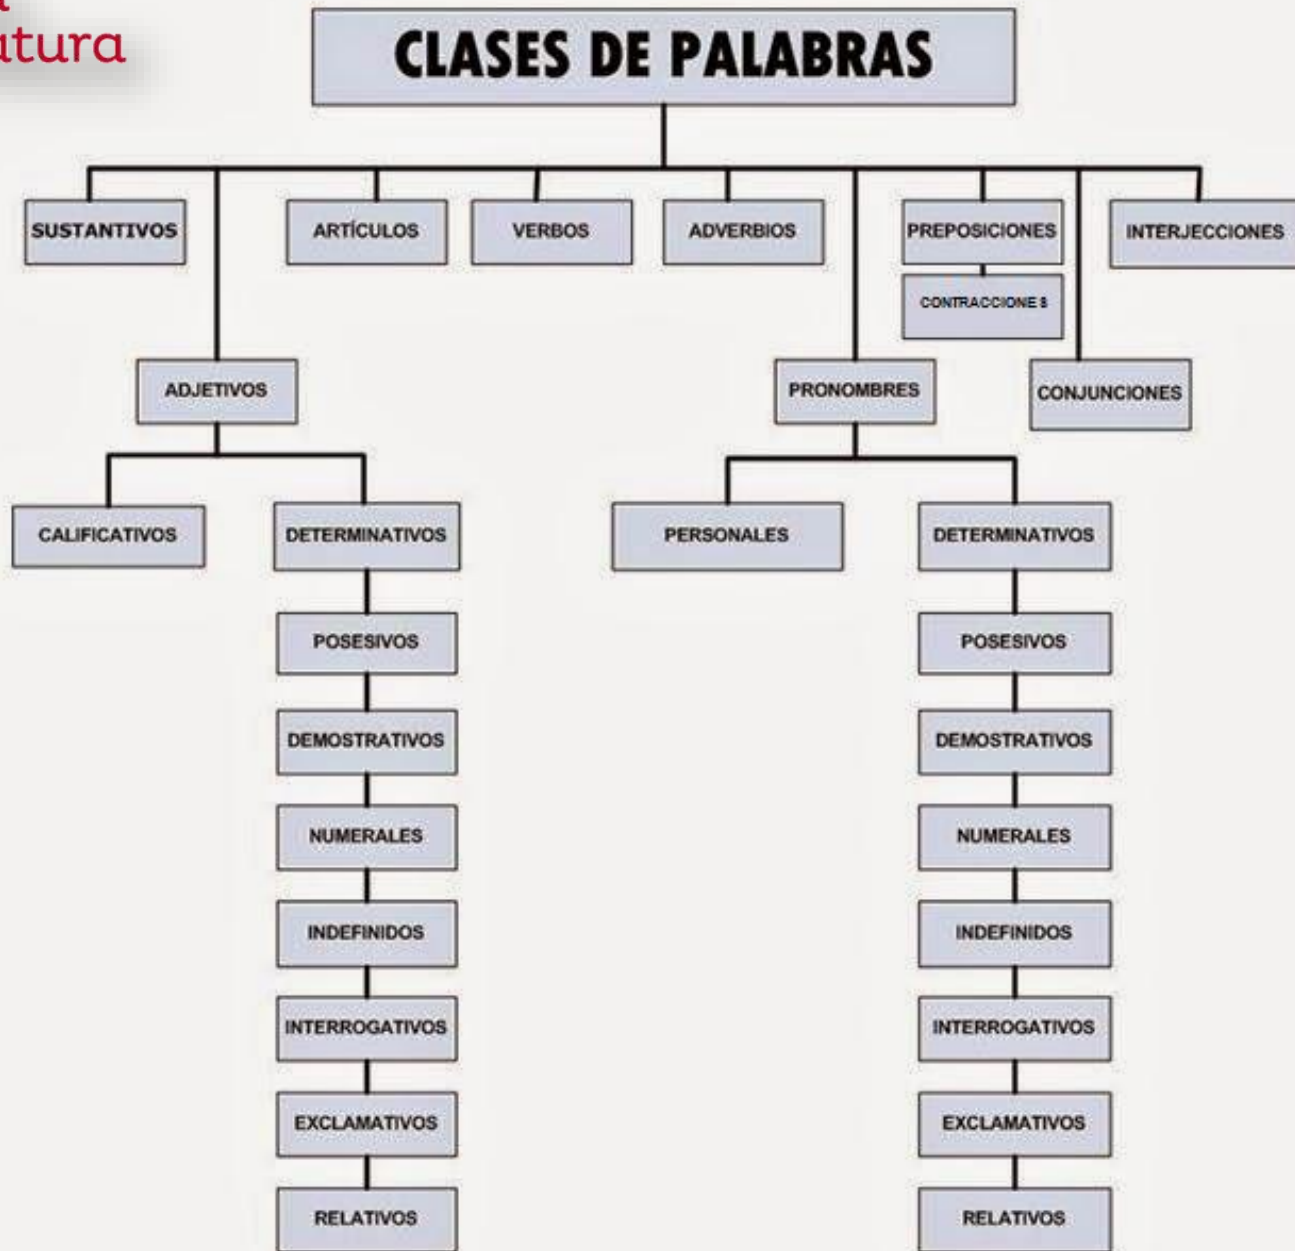 atura
CLASES DE PALABRAS
SUSTANTIVOS
ARTÍCULOS
VERBOS
ADVERBIOS
PREPOSICIONES
INTERJECCIONES
CONTRACCIONES
ADJETIVOS
PRONOMBRES
CONJUNCIONES
CALIFICATIVOS
DETERMINATIVOS
PERSONALES
DETERMINATIVOS
POSESIVOS
POSESIVOS
DEMOSTRATIVOS
DEMOSTRATIVOS
NUMERALES
NUMERALES
INDEFINIDOS
INDEFINIDOS
INTERROGATIVOS
INTERROGATIVOS
EXCLAMATIVOS
EXCLAMATIVOS
RELATIVOS
RELATIVOS